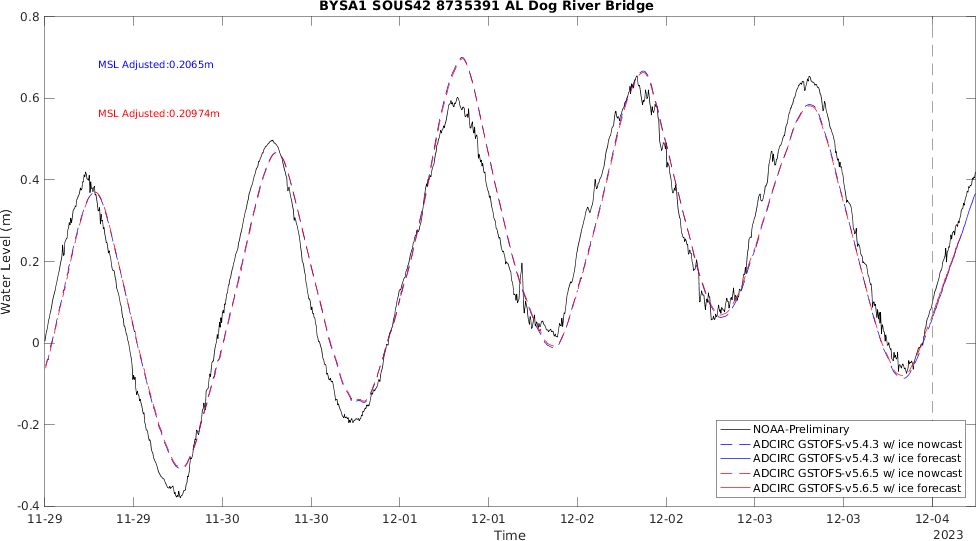 BYSA1 SOUS42 8735391 AL Dog River Bridge
0.8
MSL Adjusted:0.2065m
0.6
MSL Adjusted:0.20974m
0.4
Water Level (m)
0.2
0
-0.2
NOAA-Preliminary
ADCIRC GSTOFS-v5.4.3 w/ ice nowcast
ADCIRC GSTOFS-v5.4.3 w/ ice forecast
ADCIRC GSTOFS-v5.6.5 w/ ice nowcast
ADCIRC GSTOFS-v5.6.5 w/ ice forecast
-0.4
11-29 11-29 11-30 11-30 12-01 12-01 12-02 12-02 12-03 12-03 12-04
Time
2023